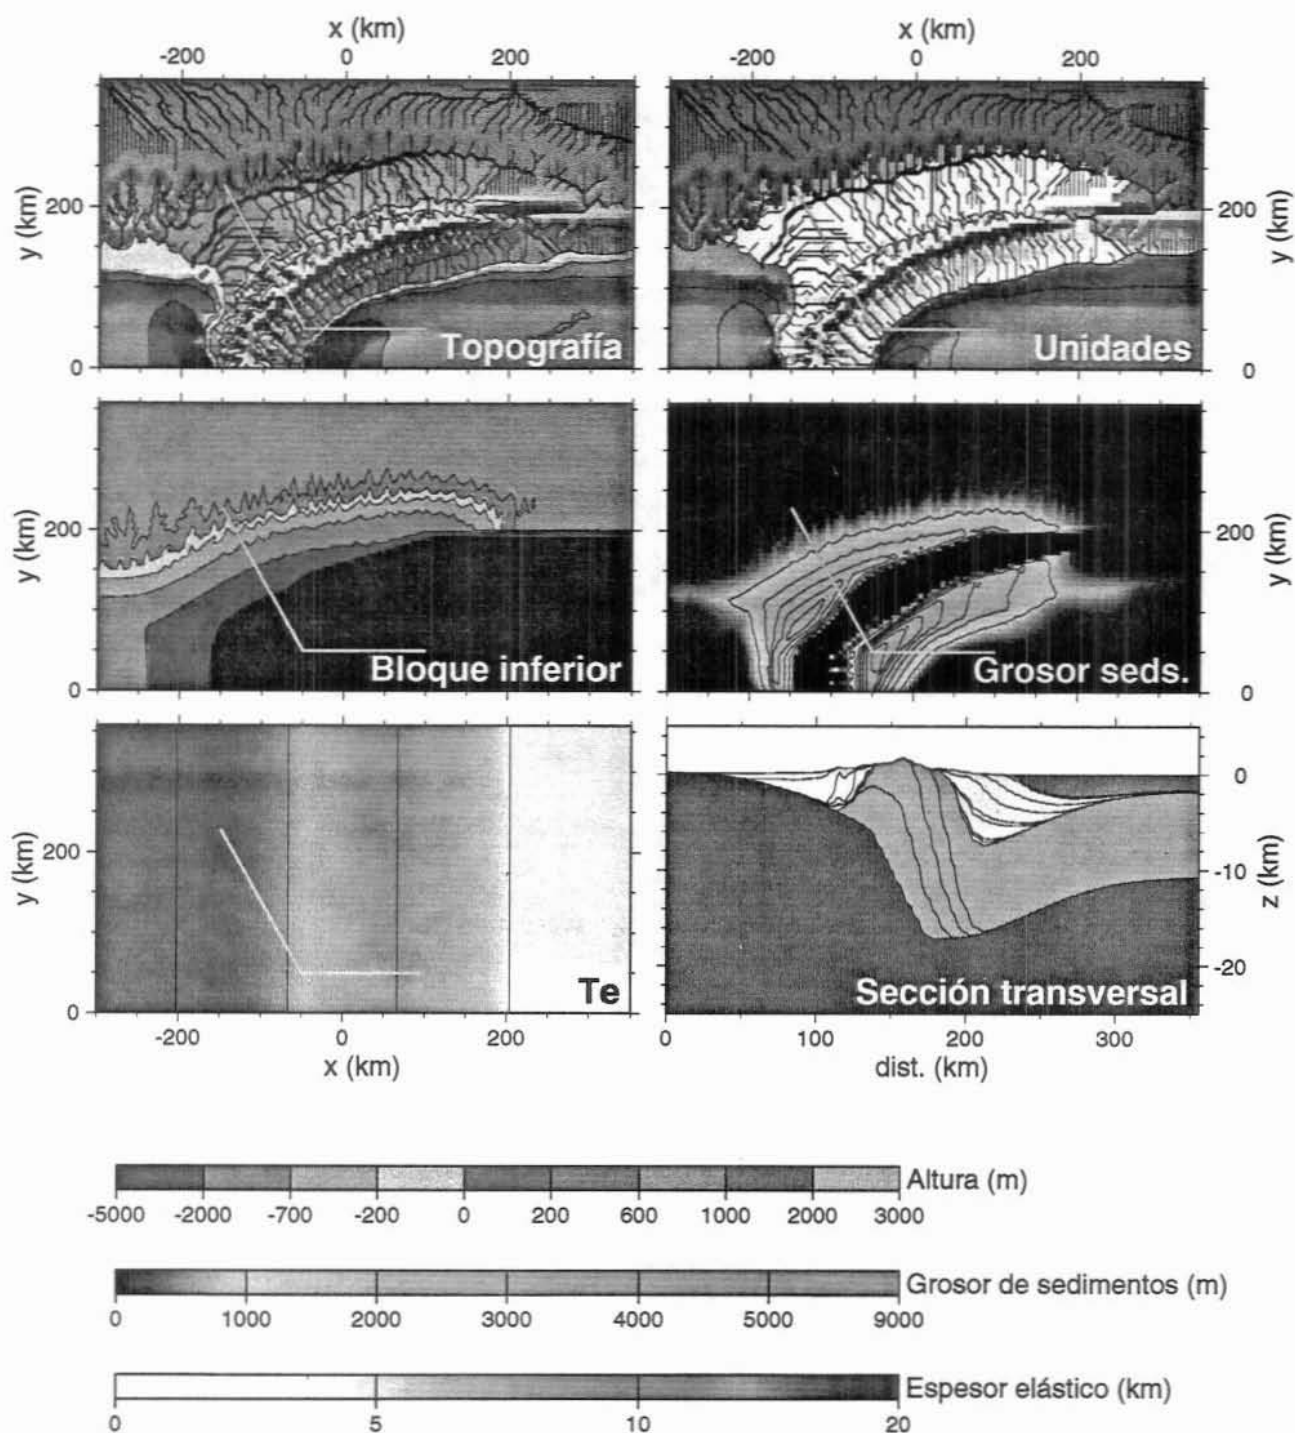 x (km) x (km)
-200 0 200 -200 0 200
y (km) 200 0 Topografía Unidades 200 0 y (km)
y (km) 200 0 Bloque inferior Grosor seds. 200 0 y (km)
y (km) 200 0 Te Sección transversal 0 -10 -20 z (km)
-200 0 200 0 100 200 300
x (km) dist. (km)
Altura (m)
-5000 -2000 -700 -200 0 200 600 1000 2000 3000
Grosor de sedimentos (m)
0 1000 2000 3000 4000 5000 9000
Espesor elástico (km)
0 5 10 20